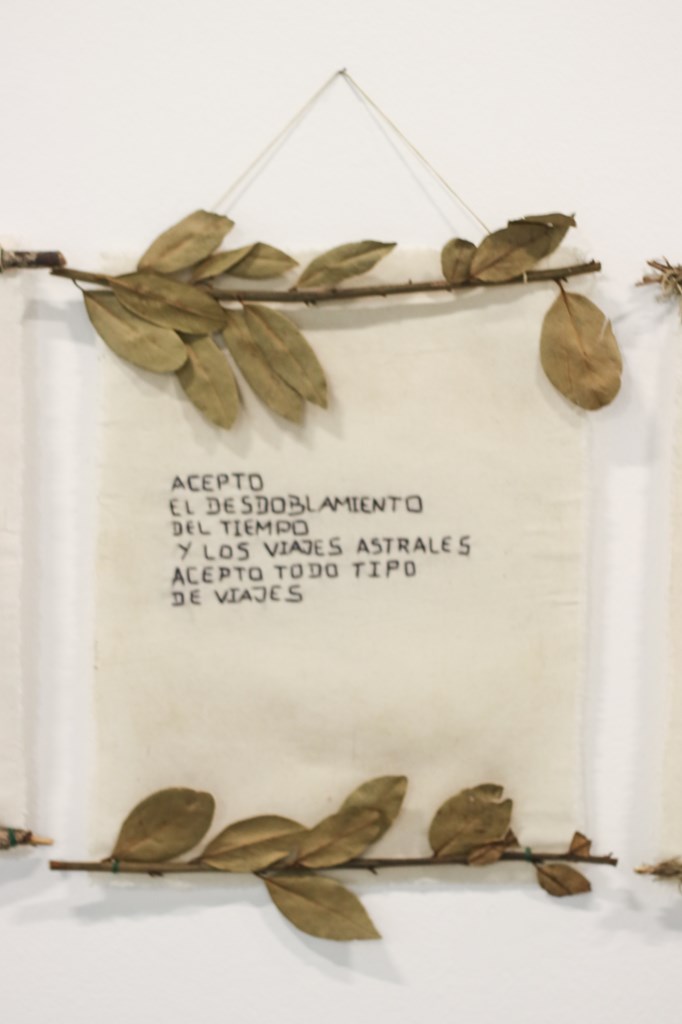 ACEPTO
EL DESDOBLAMIENTO
DEL TIEMPO
Y LOS VIAJES ASTRALES
ACEPTO TODO TIPO
DE VIAJES